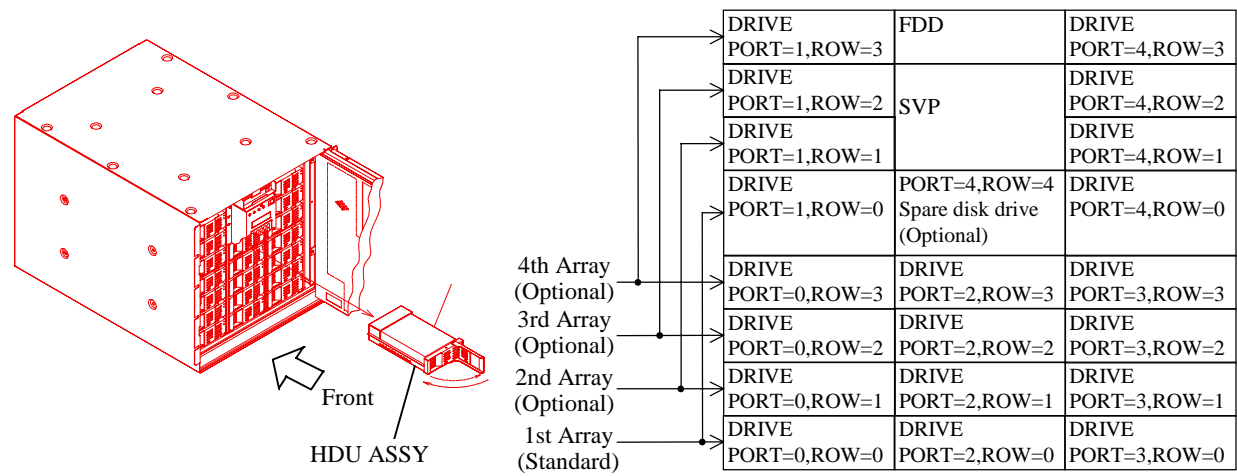 Front
HDU ASSY
4th Array
(Optional)
3rd Array
(Optional)
2nd Array
(Optional)
1st Array
(Standard)
DRIVE
PORT=1,ROW=3
FDD
DRIVE
PORT=4,ROW=3
DRIVE
PORT=1,ROW=2
SVP
DRIVE
PORT=4,ROW=2
DRIVE
PORT=1,ROW=1
DRIVE
PORT=4,ROW=1
DRIVE
PORT=1,ROW=0
PORT=4,ROW=4
Spare disk drive
(Optional)
DRIVE
PORT=4,ROW=0
DRIVE
PORT=0,ROW=3
DRIVE
PORT=2,ROW=3
DRIVE
PORT=3,ROW=3
DRIVE
PORT=0,ROW=2
DRIVE
PORT=2,ROW=2
DRIVE
PORT=3,ROW=2
DRIVE
PORT=0,ROW=1
DRIVE
PORT=2,ROW=1
DRIVE
PORT=3,ROW=1
DRIVE
PORT=0,ROW=0
DRIVE
PORT=2,ROW=0
DRIVE
PORT=3,ROW=0